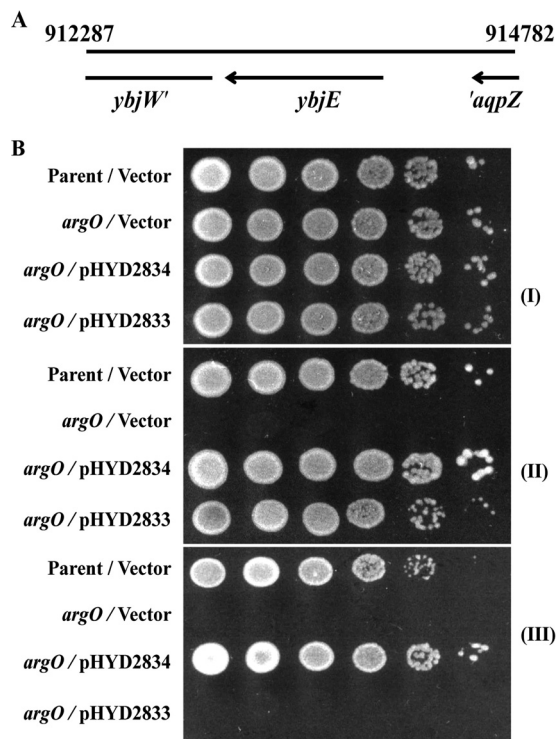 A
912287 914782
ybjW' ybjE 'aqpZ
B
Parent / Vector
argO / Vector
argO / pHYD2834
argO / pHYD2833
(I)
Parent / Vector
argO / Vector
argO / pHYD2834
argO / pHYD2833
(II)
Parent / Vector
argO / Vector
argO / pHYD2834
argO / pHYD2833
(III)